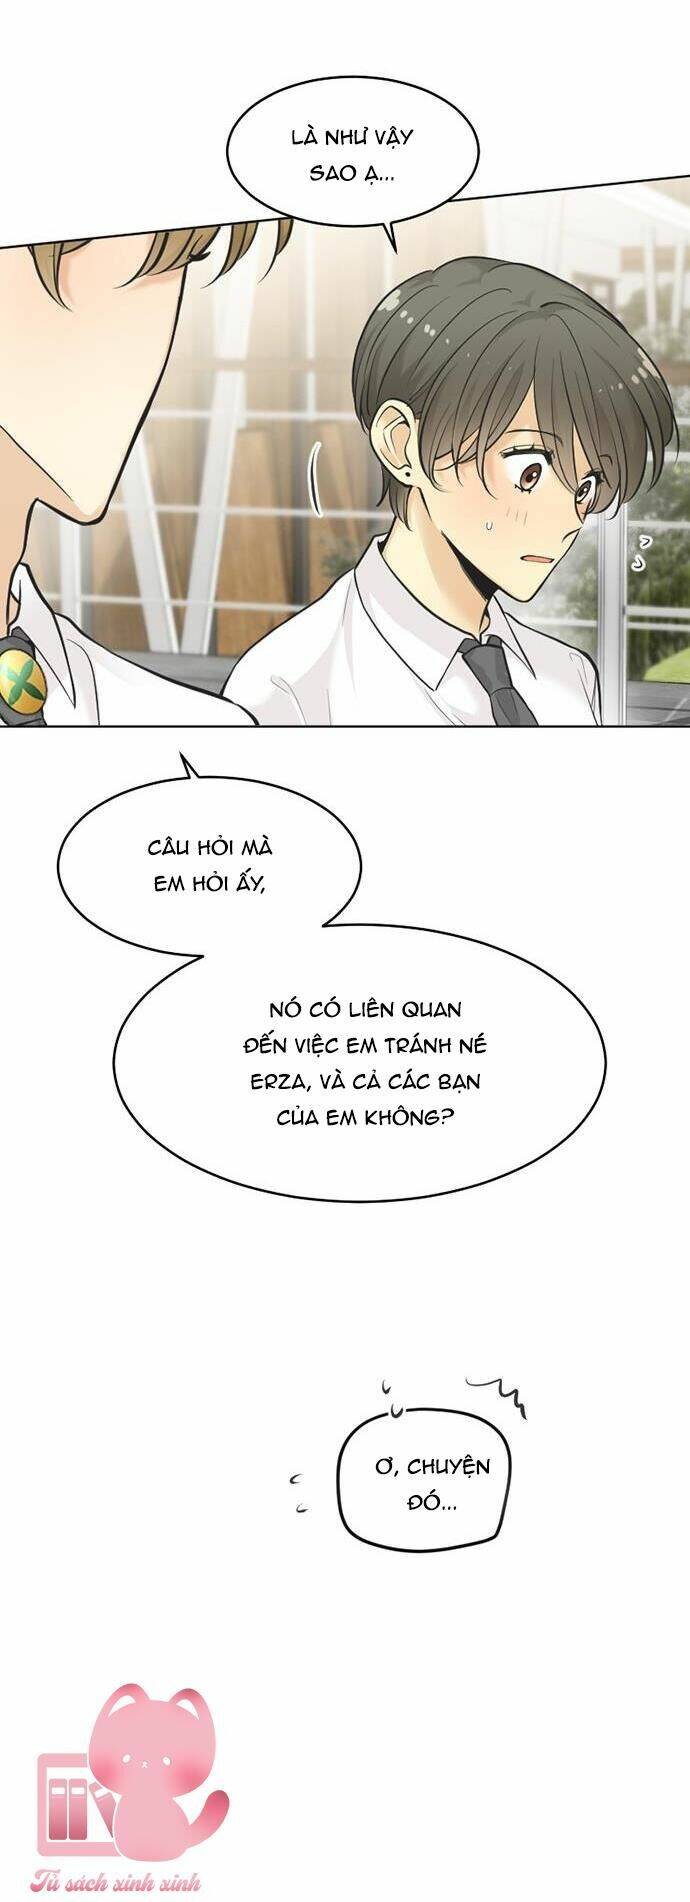 LÀ NHƯ VẬY
SAO Ạ...
CÂU HỎI MÀ
EM HỎI ẤY,
NÓ CÓ LIÊN QUAN
ĐẾN VIỆC EM TRÁNH NÉ
ERZA, VÀ CẢ CÁC BẠN
CỦA EM KHÔNG?
Ơ, CHUYỆN
ĐÓ...
Tủ sách xinh xinh